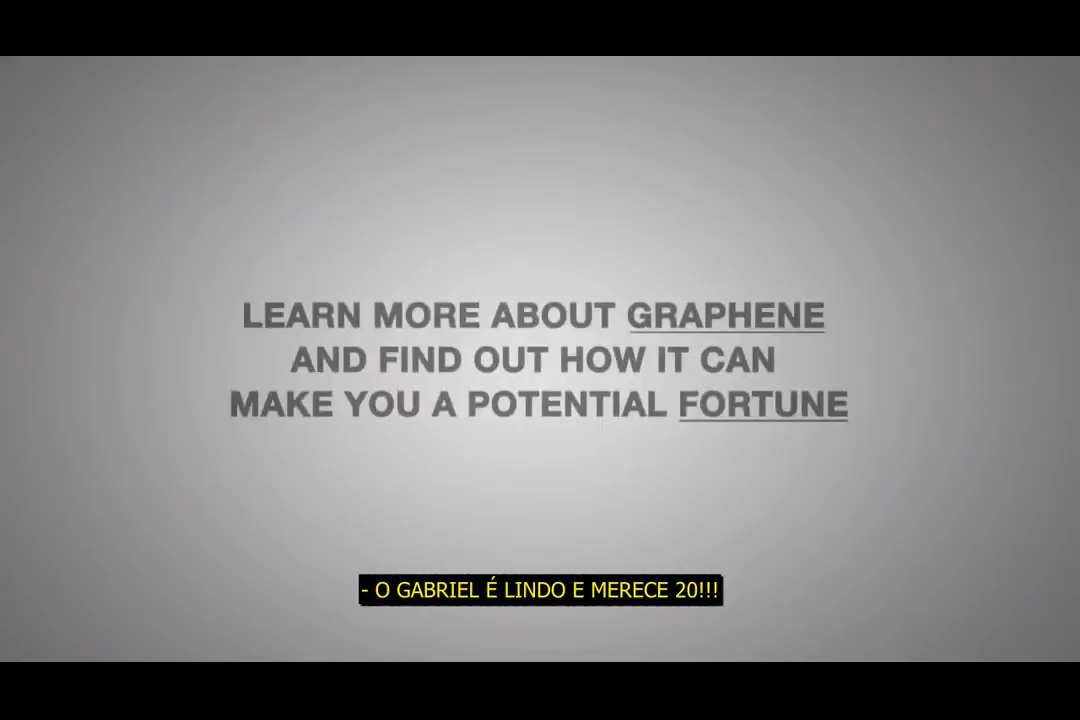 LEARN MORE ABOUT GRAPHENE
AND FIND OUT HOW IT CAN
MAKE YOU A POTENTIAL FORTUNE
- O GABRIEL É LINDO E MERECE 20!!!